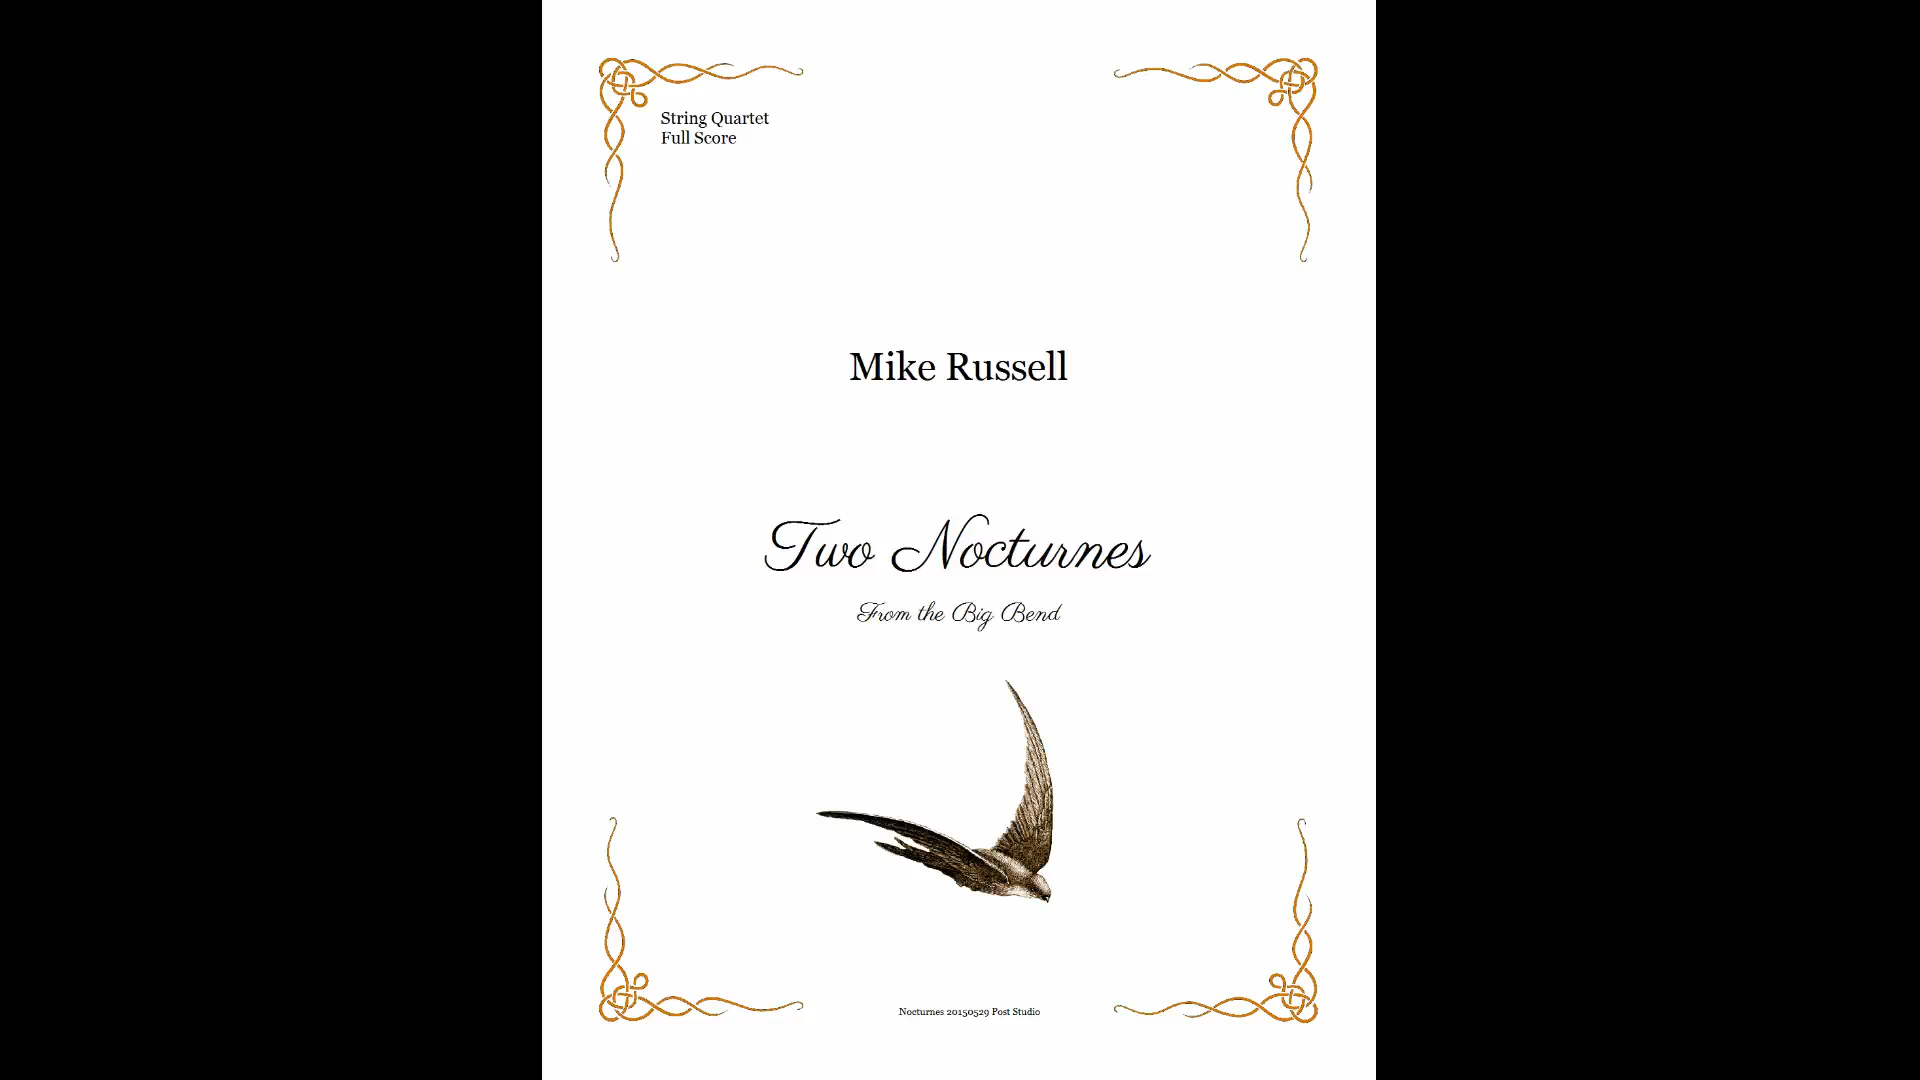 String Quartet
Full Score
Mike Russell
Two Nocturnes
From the Big Bend
Nocturnes 20150529 Post Studio